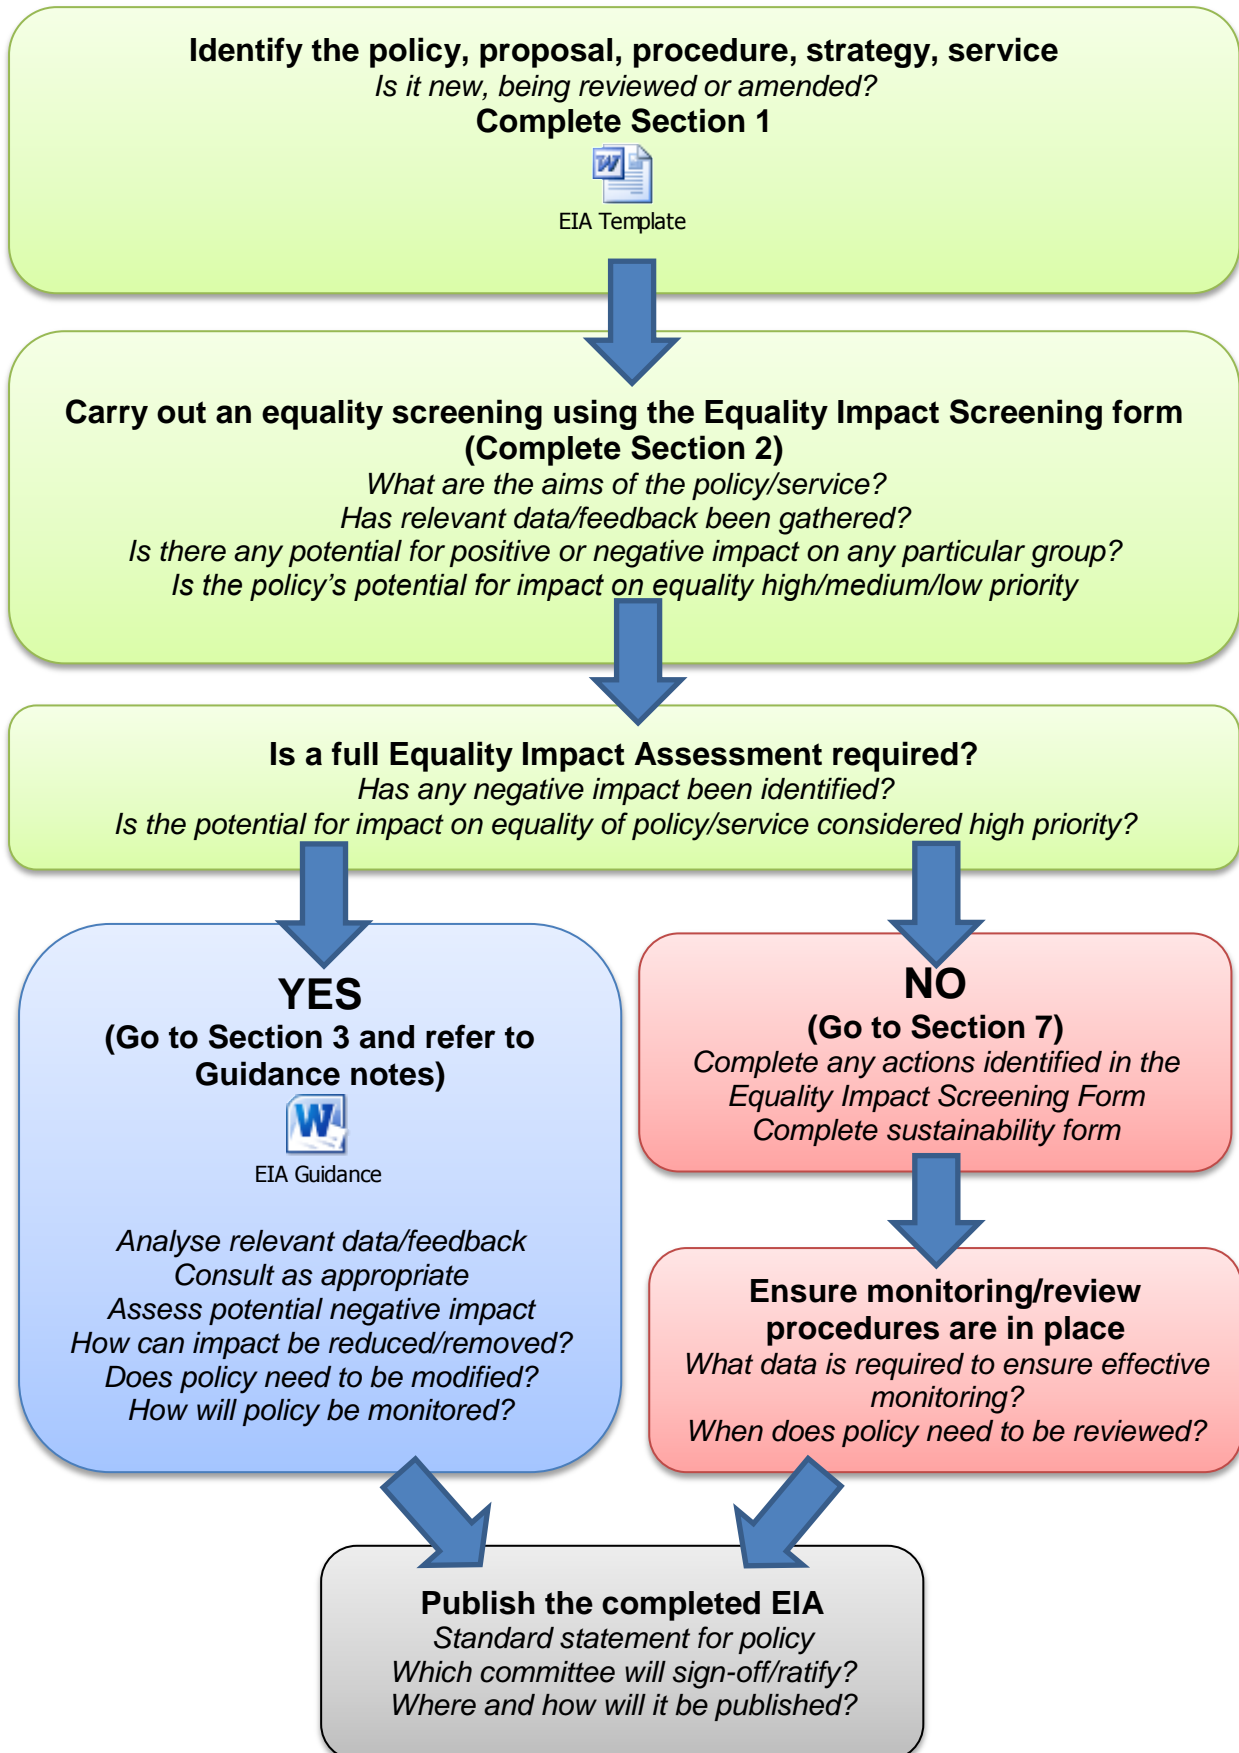 Identify the policy, proposal, procedure, strategy, service
Is it new, being reviewed or amended?
Complete Section 1
W
EIA Template
Carry out an equality screening using the Equality Impact Screening form
(Complete Section 2)
What are the aims of the policy/service?
Has relevant data/feedback been gathered?
Is there any potential for positive or negative impact on any particular group?
Is the policy’s potential for impact on equality high/medium/low priority
Is a full Equality Impact Assessment required?
Has any negative impact been identified?
Is the potential for impact on equality of policy/service considered high priority?
YES
(Go to Section 3 and refer to
Guidance notes)
W
EIA Guidance
Analyse relevant data/feedback
Consult as appropriate
Assess potential negative impact
How can impact be reduced/removed?
Does policy need to be modified?
How will policy be monitored?
NO
(Go to Section 7)
Complete any actions identified in the
Equality Impact Screening Form
Complete sustainability form
Ensure monitoring/review
procedures are in place
What data is required to ensure effective
monitoring?
When does policy need to be reviewed?
Publish the completed EIA
Standard statement for policy
Which committee will sign-off/ratify?
Where and how will it be published?